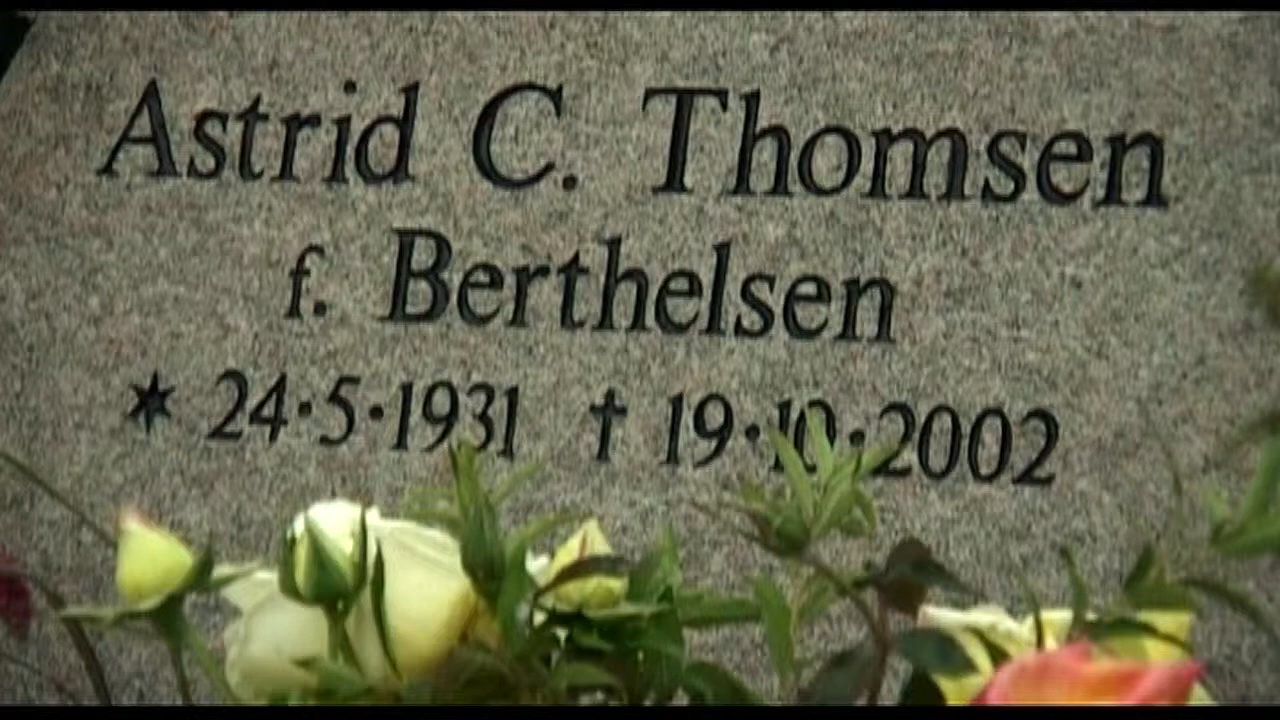 Astrid C. Thomsen
f. Berthelsen
* 24·5·1931 † 19·10·2002